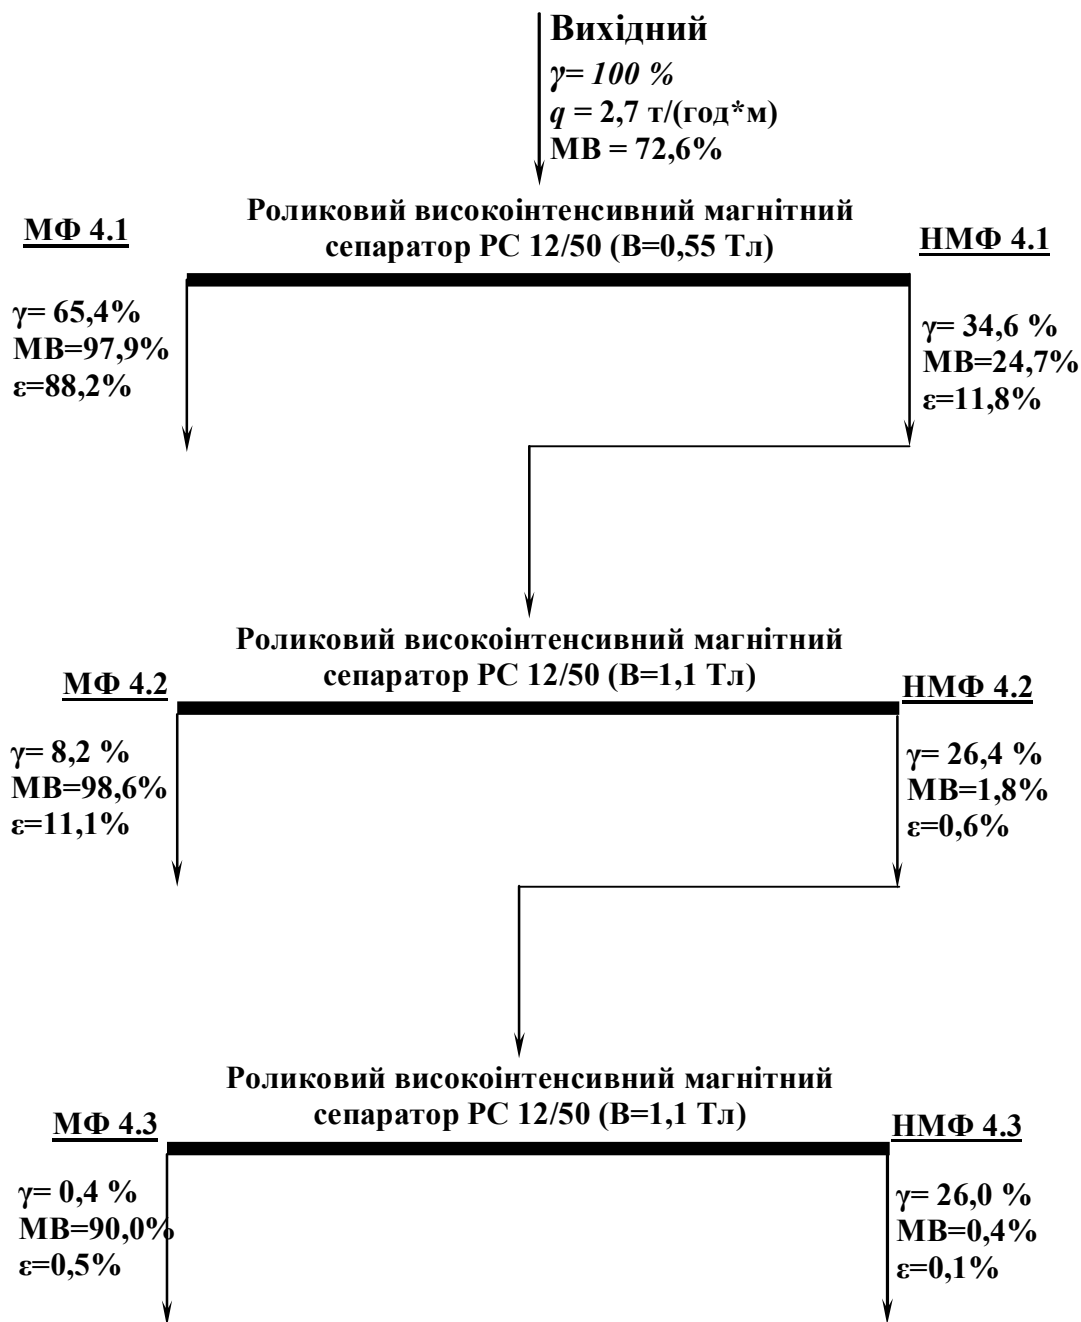 Вихідний
γ= 100 %
q = 2,7 т/(год*м)
МВ = 72,6%
Роликовий високоінтенсивний магнітний
сепаратор РС 12/50 (В=0,55 Тл)
МФ 4.1
НМФ 4.1
γ= 65,4%
МВ=97,9%
ε=88,2%
γ= 34,6 %
МВ=24,7%
ε=11,8%
Роликовий високоінтенсивний магнітний
сепаратор РС 12/50 (В=1,1 Тл)
МФ 4.2
НМФ 4.2
γ= 8,2 %
МВ=98,6%
ε=11,1%
γ= 26,4 %
МВ=1,8%
ε=0,6%
Роликовий високоінтенсивний магнітний
сепаратор РС 12/50 (В=1,1 Тл)
МФ 4.3
НМФ 4.3
γ= 0,4 %
МВ=90,0%
ε=0,5%
γ= 26,0 %
МВ=0,4%
ε=0,1%